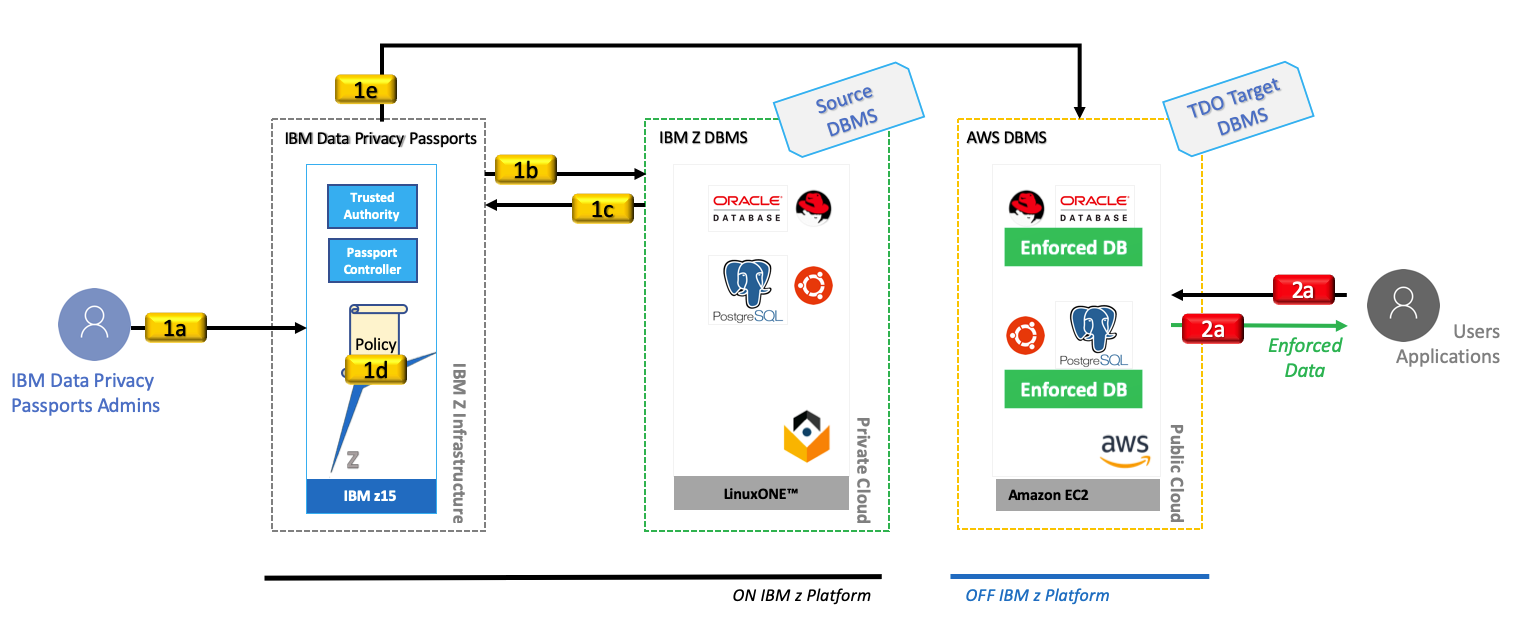 1e
Source
DBMS
TDO Target
DBMS
IBM Data Privacy Passports
IBM Z DBMS
AWS DBMS
1b
1c
Trusted
Authority
Passport
Controller
ORACLE®
DATABASE
ORACLE®
DATABASE
Enforced DB
PostgreSQL
PostgreSQL
Enforced DB
1a
IBM Data Privacy
Passports Admins
Policy
1d
Z
IBM z15
IBM Z Infrastructure
LinuxONE™
Private Cloud
aws
Amazon EC2
Public Cloud
2a
2a
Enforced
Data
Users
Applications
ON IBM z Platform
OFF IBM z Platform